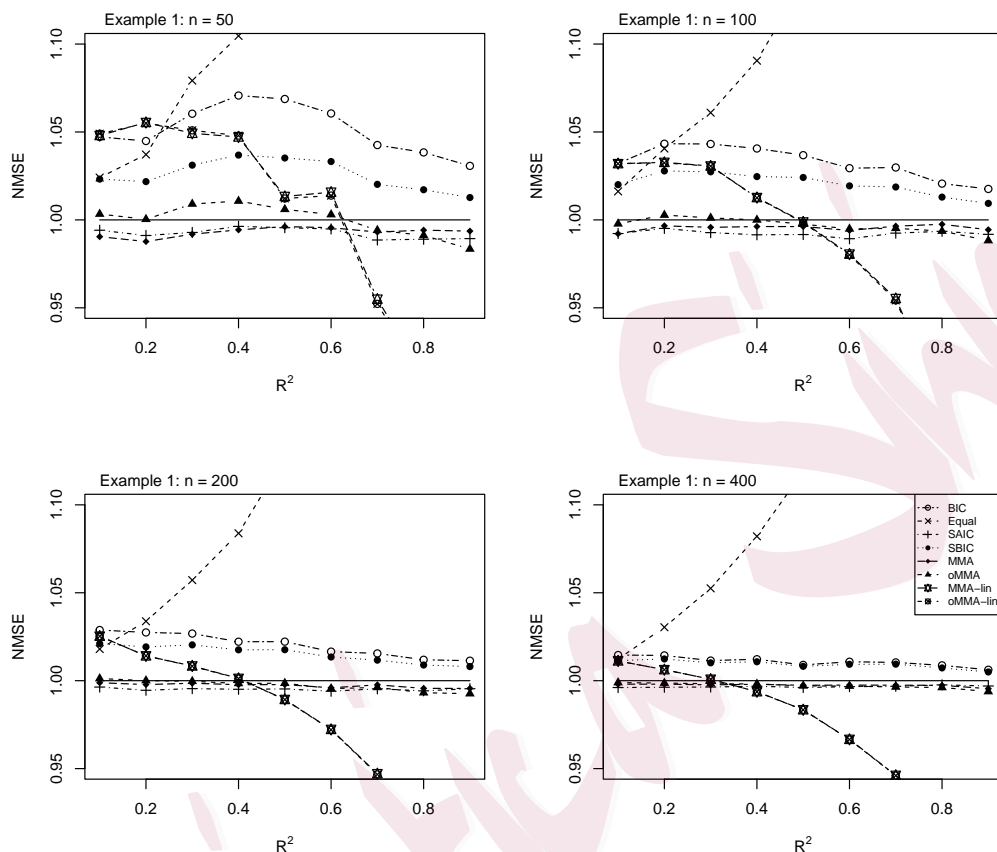 Example 1: n = 50
NMSE
1.10
1.05
1.00
0.95
0.2 0.4 0.6 0.8
R²
Example 1: n = 100
NMSE
1.10
1.05
1.00
0.95
0.2 0.4 0.6 0.8
R²
Example 1: n = 200
NMSE
1.10
1.05
1.00
0.95
0.2 0.4 0.6 0.8
R²
Example 1: n = 400
NMSE
1.10
1.05
1.00
0.95
0.2 0.4 0.6 0.8
R²
BIC
Equal
SAIC
SBIC
MMA
oMMA
MMA−lin
oMMA−lin